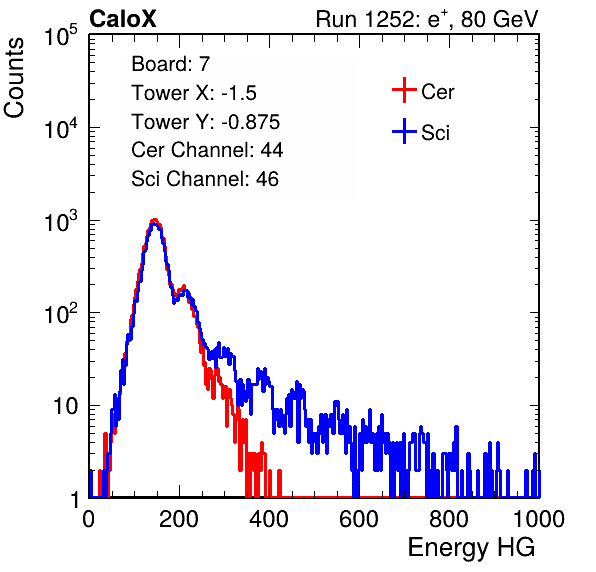 CaloX Run 1252: e⁺, 80 GeV
Board: 7
Tower X: -1.5
Tower Y: -0.875
Cer Channel: 44
Sci Channel: 46
Cer
Sci
Counts
10⁵
10⁴
10³
10²
10
1
0 200 400 600 800 1000
Energy HG